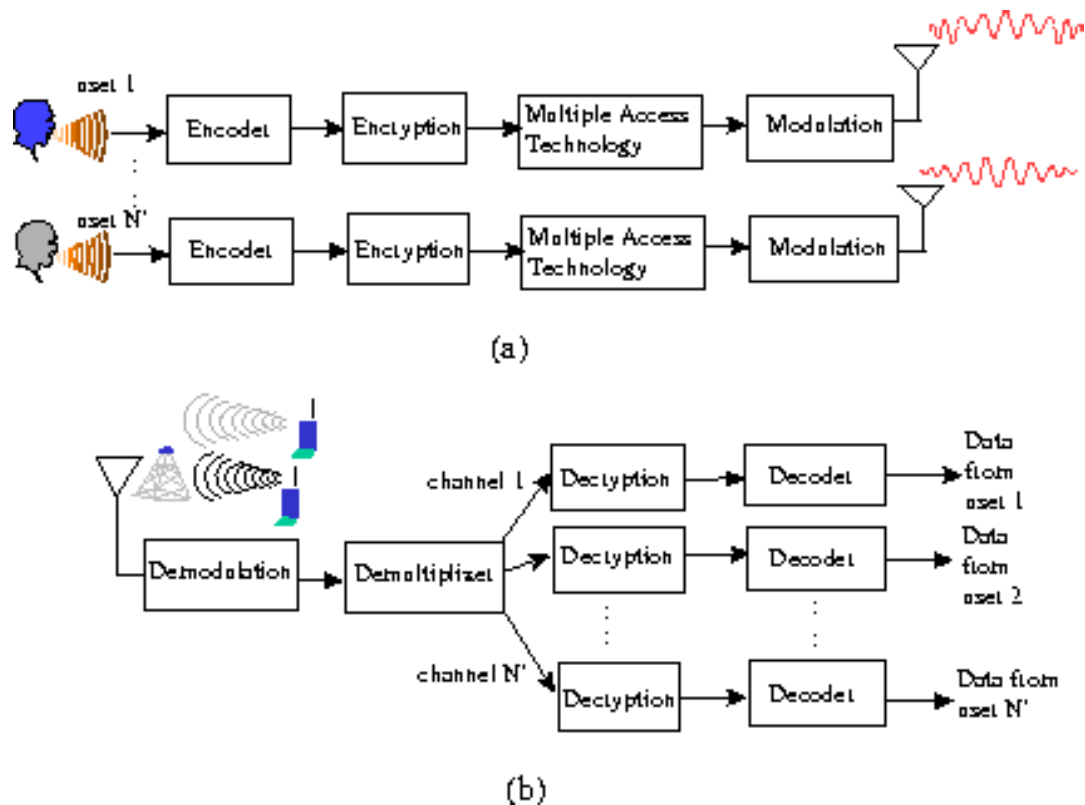 user 1
Encoder
Encryption
Multiple Access
Technology
Modulation
user N'
Encoder
Encryption
Multiple Access
Technology
Modulation
(a)
channel 1
Decryption
Decoder
Data
from
user 1
Demodulation
Demultiplixer
Decryption
Decoder
Data
from
user 2
channel N'
Decryption
Decoder
Data from
user N'
(b)